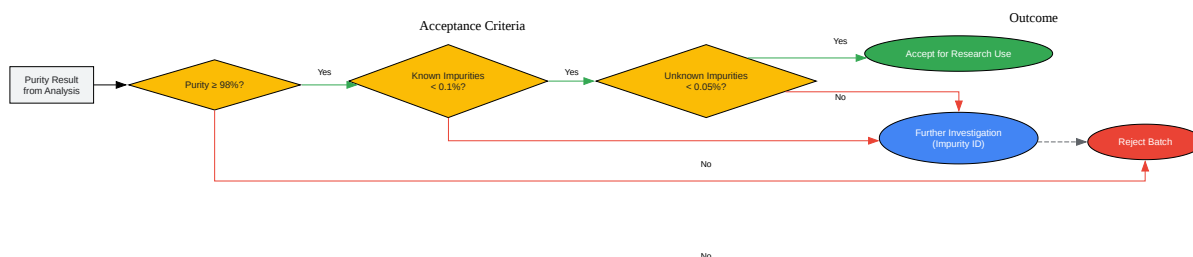 Acceptance Criteria
Outcome
Purity Result
from Analysis
Purity ≥ 98%?
Yes
Known Impurities
< 0.1%?
Yes
Unknown Impurities
< 0.05%?
Yes
Accept for Research Use
No
Further Investigation
(Impurity ID)
Reject Batch
No
No